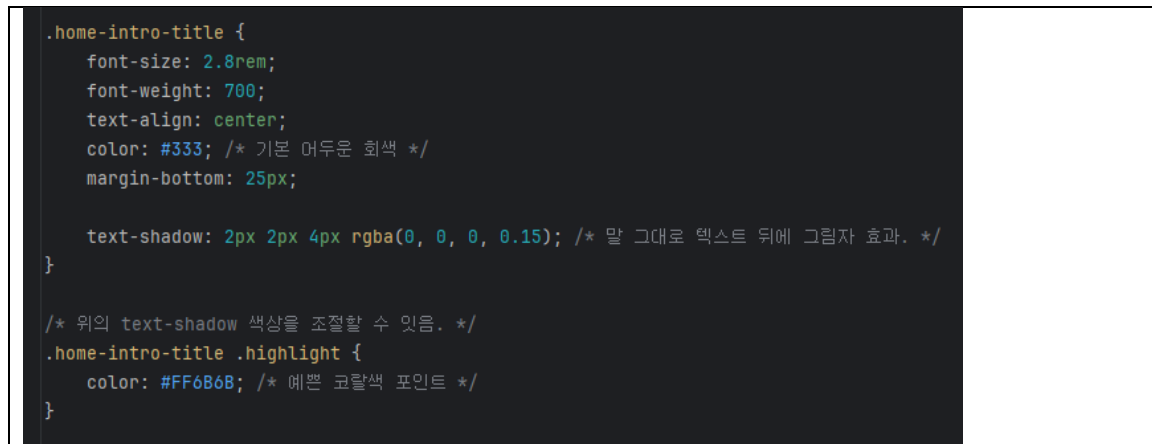 .home-intro-title {
    font-size: 2.8rem;
    font-weight: 700;
    text-align: center;
    color: #333; /* 기본 어두운 회색 */
    margin-bottom: 25px;

    text-shadow: 2px 2px 4px rgba(0, 0, 0, 0.15); /* 말 그대로 텍스트 뒤에 그림자 효과. */
}

/* 위의 text-shadow 색상을 조절할 수 잇음. */
.home-intro-title .highlight {
    color: #FF6B6B; /* 예쁜 코랄색 포인트 */
}